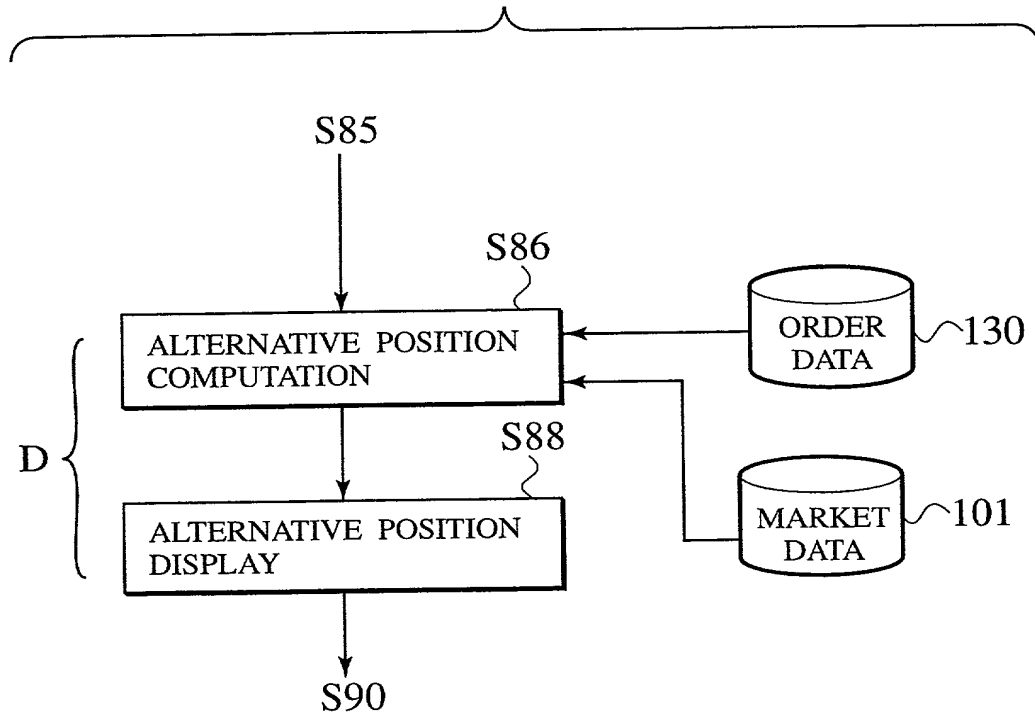 S85
S86
ALTERNATIVE POSITION
COMPUTATION
ORDER
DATA
130
D
S88
ALTERNATIVE POSITION
DISPLAY
MARKET
DATA
101
S90